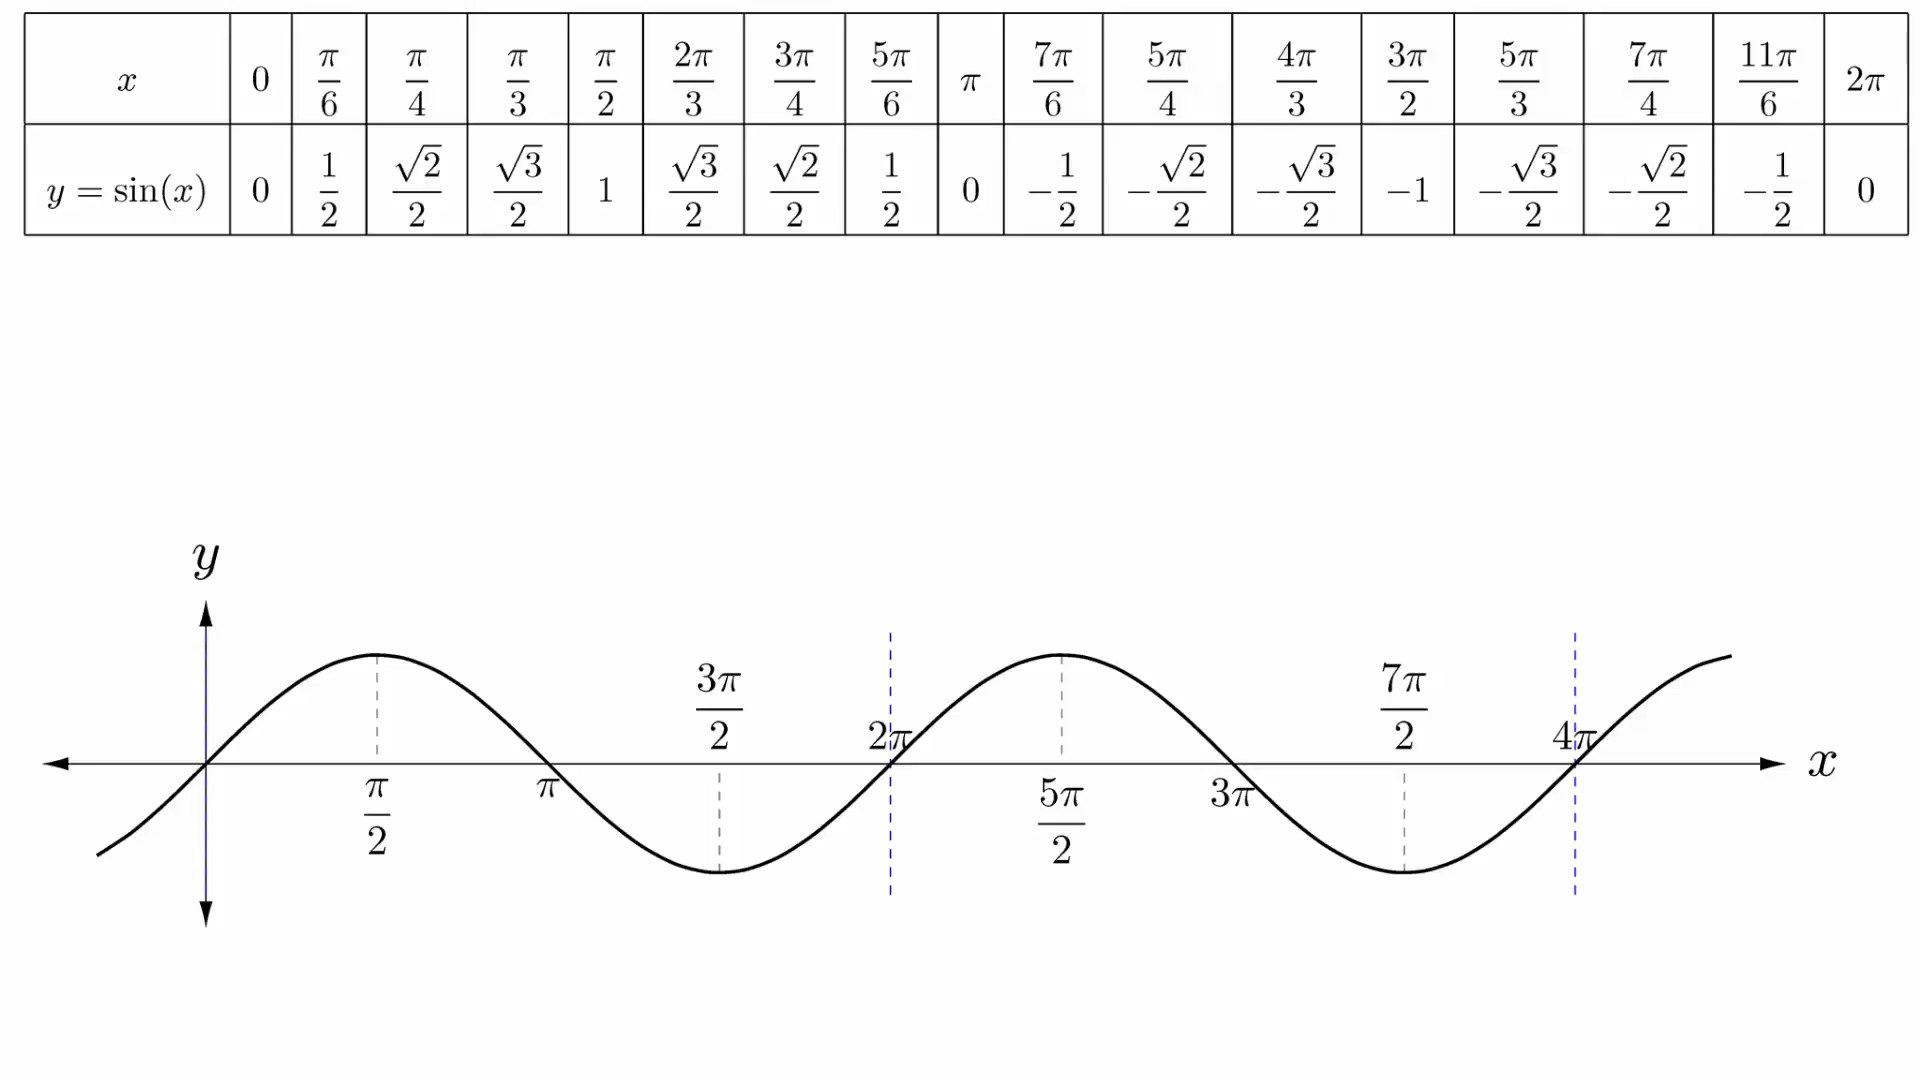 x 0 π/6 π/4 π/3 π/2 2π/3 3π/4 5π/6 π 7π/6 5π/4 4π/3 3π/2 5π/3 7π/4 11π/6 2π
y = sin(x) 0 1/2 √2/2 √3/2 1 √3/2 √2/2 1/2 0 −1/2 −√2/2 −√3/2 −1 −√3/2 −√2/2 −1/2 0
y
3π/2 7π/2
2π 4π
x
π/2 π 5π/2 3π